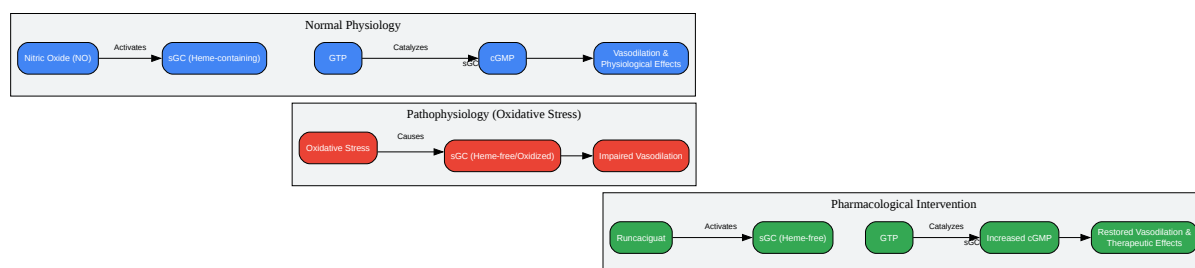 Normal Physiology
Nitric Oxide (NO)
Activates
sGC (Heme-containing)
GTP
Catalyzes
sGC
cGMP
Vasodilation &
Physiological Effects
Pathophysiology (Oxidative Stress)
Oxidative Stress
Causes
sGC (Heme-free/Oxidized)
Impaired Vasodilation
Pharmacological Intervention
Runcaciguat
Activates
sGC (Heme-free)
GTP
Catalyzes
sGC
Increased cGMP
Restored Vasodilation &
Therapeutic Effects